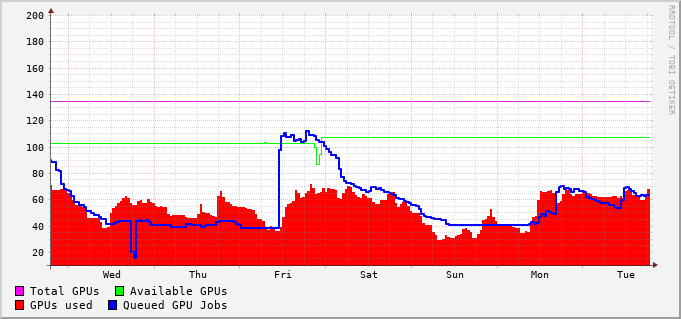 RRDTOOL / TOBI OETIKER
200
180
160
140
120
100
80
60
40
20
Wed Thu Fri Sat Sun Mon Tue
Total GPUs Available GPUs
GPUs used Queued GPU Jobs